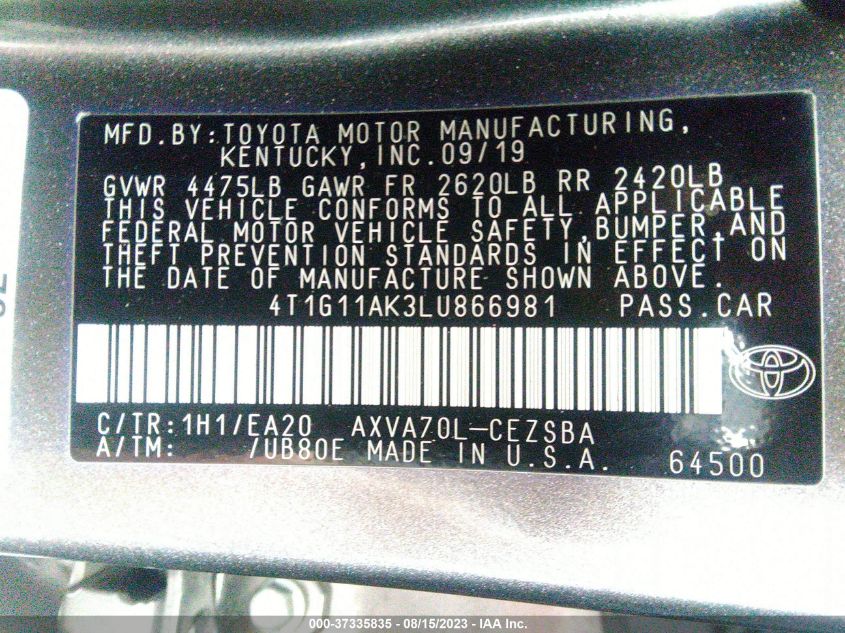 MFD.BY:TOYOTA MOTOR MANUFACTURING,
KENTUCKY,INC.09/19
GVWR 4475LB GAWR FR 2620LB RR 2420LB
THIS VEHICLE CONFORMS TO ALL APPLICABLE
FEDERAL MOTOR VEHICLE SAFETY,BUMPER,AND
THEFT PREVENTION STANDARDS IN EFFECT ON
THE DATE OF MANUFACTURE SHOWN ABOVE.
4T1G11AK3LU866981 PASS.CAR
C/TR:1H1/EA20 AXVA70L-CEZSBA
A/TM: /UB80E MADE IN U.S.A. 64500
000-37335835 - 08/15/2023 - IAA Inc.